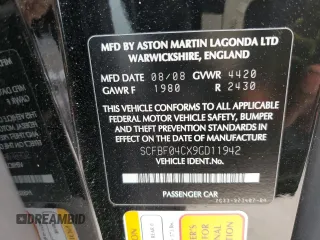 MFD BY ASTON MARTIN LAGONDA LTD
WARWICKSHIRE, ENGLAND
MFD DATE 08/08 GVWR 4420
GAWR F 1980 R 2430
THIS VEHICLE CONFORMS TO ALL APPLICABLE
FEDERAL MOTOR VEHICLE SAFETY, BUMPER
AND THEFT PREVENTION STANDARDS
IN EFFECT ON THE DATE OF MANUFACTURE
SCFBF04CX9GD11942
VEHICLE IDENT No.
PASSENGER CAR
BIDFAX.INFO